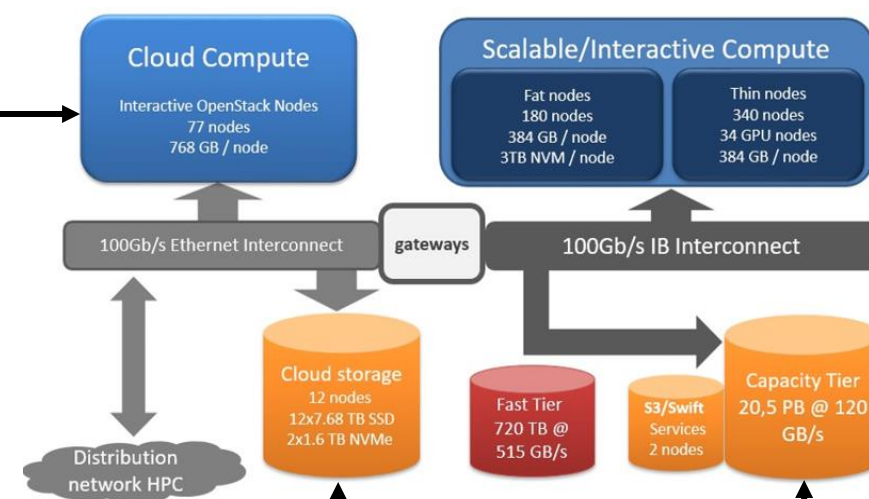 Cloud Compute
Interactive OpenStack Nodes
77 nodes
768 GB / node
Scalable/Interactive Compute
Fat nodes
180 nodes
384 GB / node
3TB NVM / node
Thin nodes
340 nodes
34 GPU nodes
384 GB / node
100Gb/s Ethernet Interconnect
gateways
100Gb/s IB Interconnect
Cloud storage
12 nodes
12x7.68 TB SSD
2x1.6 TB NVMe
Fast Tier
720 TB @
515 GB/s
S3/Swift
Services
2 nodes
Capacity Tier
20,5 PB @ 120
GB/s
Distribution
network HPC